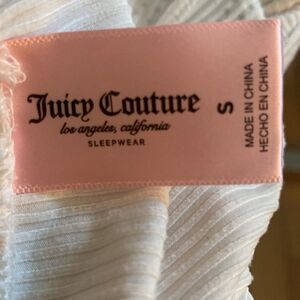 Juicy Couture
los angeles, california
SLEEPWEAR
S
MADE IN CHINA
HECHO EN CHINA